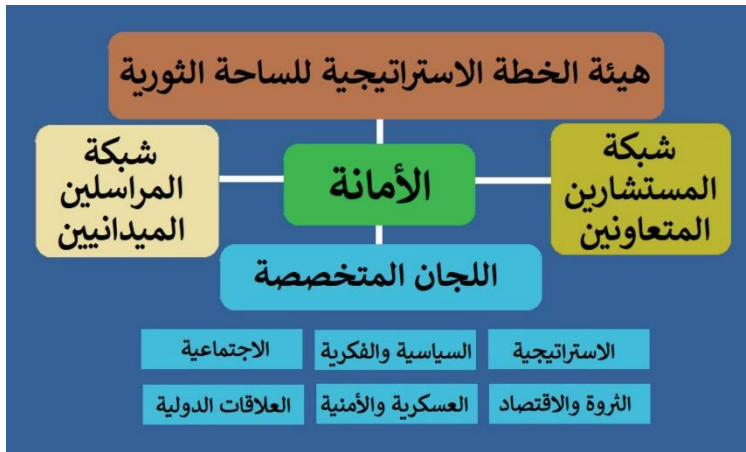 هيئة الخطة الاستراتيجية للساحة الثورية
شبكة
المستشارين
المتعاونين
الأمانة
شبكة
المراسلين
الميدانيين
اللجان المتخصصة
الاستراتيجية
السياسية والفكرية
الاجتماعية
الثروة والاقتصاد
العسكرية والأمنية
العلاقات الدولية